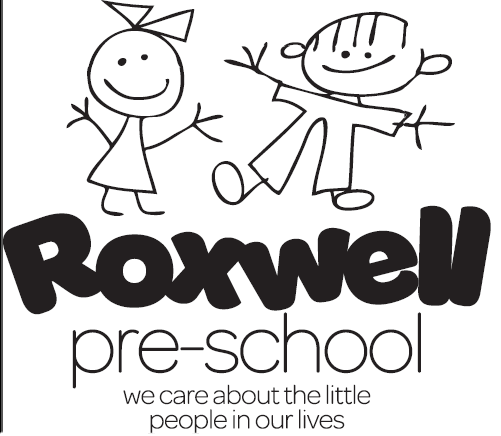 Roxwell
pre-school
we care about the little
people in our lives